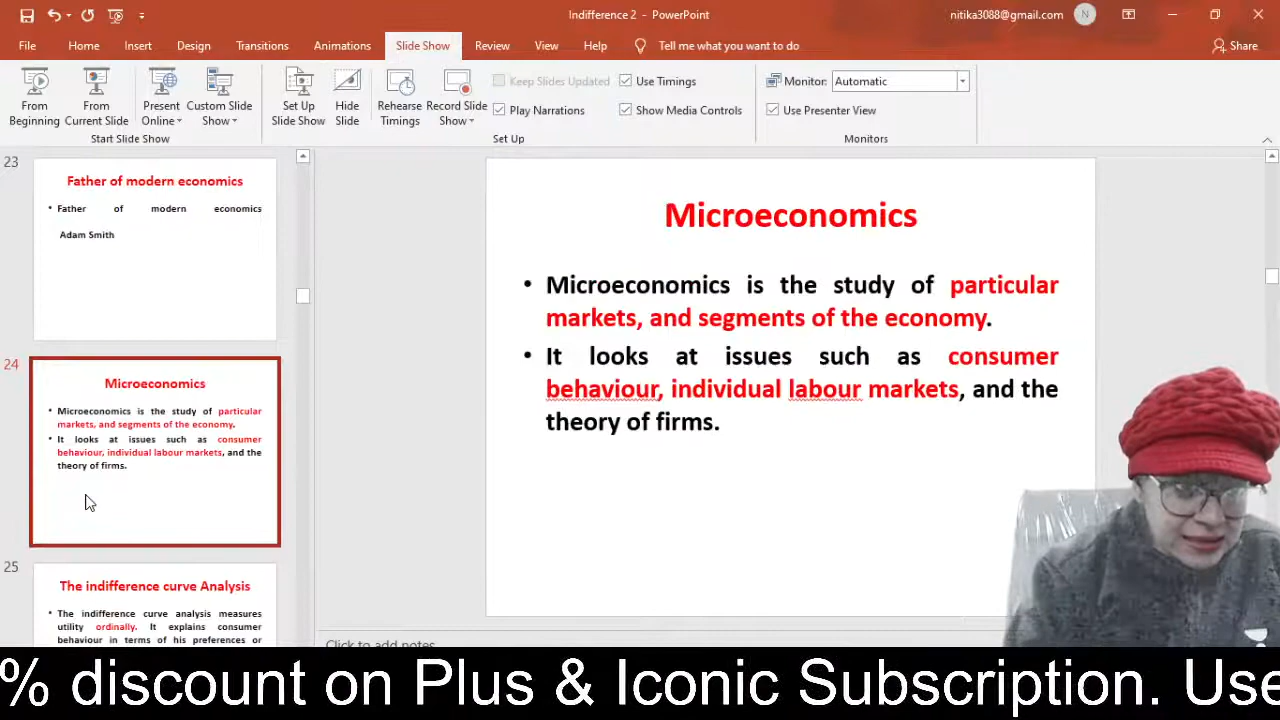 Indifference 2 - PowerPoint
nitika3088@gmail.com N
File Home Insert Design Transitions Animations Slide Show Review View Help Tell me what you want to do Share
From Beginning
From Current Slide
Present Online
Custom Slide Show
Set Up Slide Show
Hide Slide
Rehearse Timings
Record Slide Show
Keep Slides Updated
Use Timings
Play Narrations
Show Media Controls
Monitor: Automatic
Use Presenter View
Start Slide Show
Set Up
Monitors
23
Father of modern economics
• Father of modern economics
Adam Smith
24
Microeconomics
• Microeconomics is the study of particular
markets, and segments of the economy.
• It looks at issues such as consumer
behaviour, individual labour markets, and the
theory of firms.
25
The indifference curve Analysis
• The indifference curve analysis measures
utility ordinally. It explains consumer
behaviour in terms of his preferences or
Microeconomics
• Microeconomics is the study of particular
markets, and segments of the economy.
• It looks at issues such as consumer
behaviour, individual labour markets, and the
theory of firms.
Click to add notes
% discount on Plus & Iconic Subscription. Use